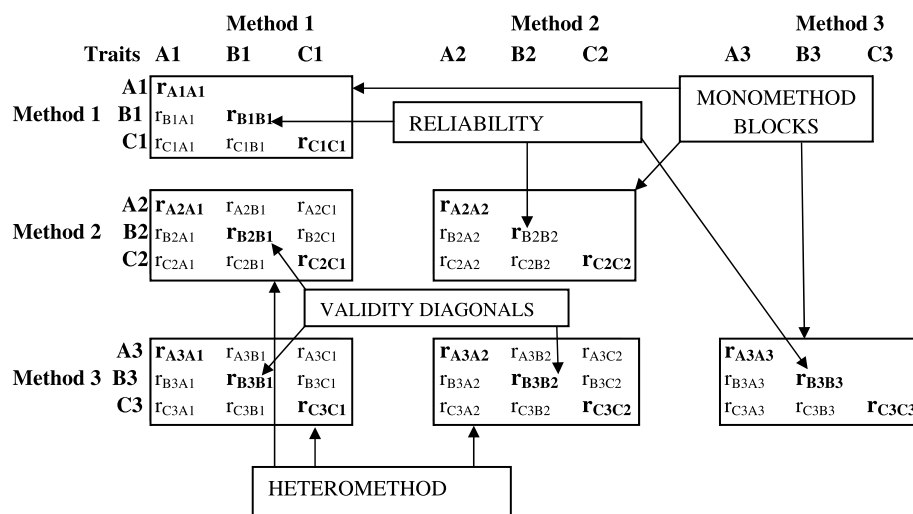 Method 1 Method 2 Method 3
Traits A1 B1 C1 A2 B2 C2 A3 B3 C3
A1 rA1A1
Method 1 B1 rB1A1 rB1B1
C1 rC1A1 rC1B1 rC1C1
RELIABILITY
MONOMETHOD
BLOCKS
A2 rA2A1 rA2B1 rA2C1 rA2A2
Method 2 B2 rB2A1 rB2B1 rB2C1 rB2A2 rB2B2
C2 rC2A1 rC2B1 rC2C1 rC2A2 rC2B2 rC2C2
VALIDITY DIAGONALS
A3 rA3A1 rA3B1 rA3C1 rA3A2 rA3B2 rA3C2 rA3A3
Method 3 B3 rB3A1 rB3B1 rB3C1 rB3A2 rB3B2 rB3C2 rB3A3 rB3B3
C3 rC3A1 rC3B1 rC3C1 rC3A2 rC3B2 rC3C2 rC3A3 rC3B3 rC3C3
HETEROMETHOD